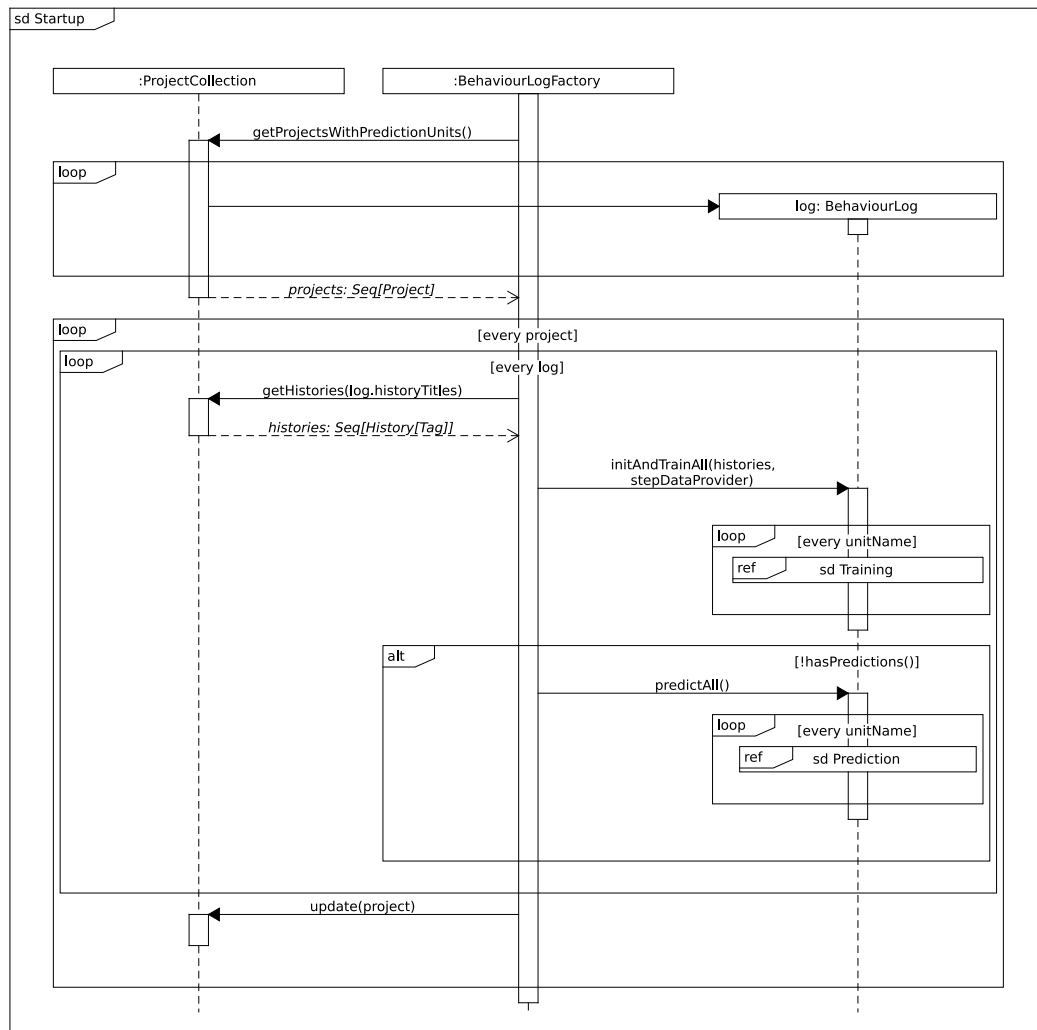 sd Startup
:ProjectCollection
:BehaviourLogFactory
getProjectsWithPredictionUnits()
loop
log: BehaviourLog
projects: Seq[Project]
loop
[every project]
loop
[every log]
getHistories(log.historyTitles)
histories: Seq[History[Tag]]
initAndTrainAll(histories,
stepDataProvider)
loop
[every unitName]
ref
sd Training
alt
[!hasPredictions()]
predictAll()
loop
[every unitName]
ref
sd Prediction
update(project)